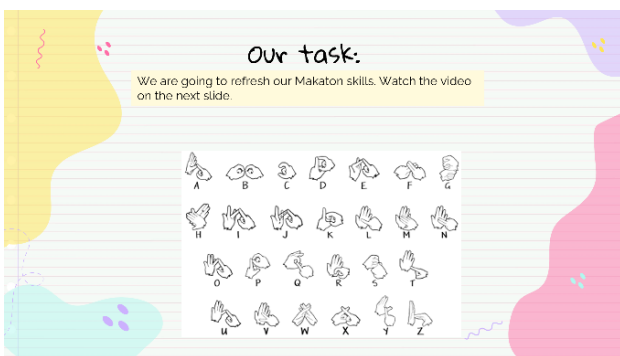 Our task:
We are going to refresh our Makaton skills. Watch the video
on the next slide.
A B C D E F G
H I J K L M N
O P Q R S T
U V W X Y Z